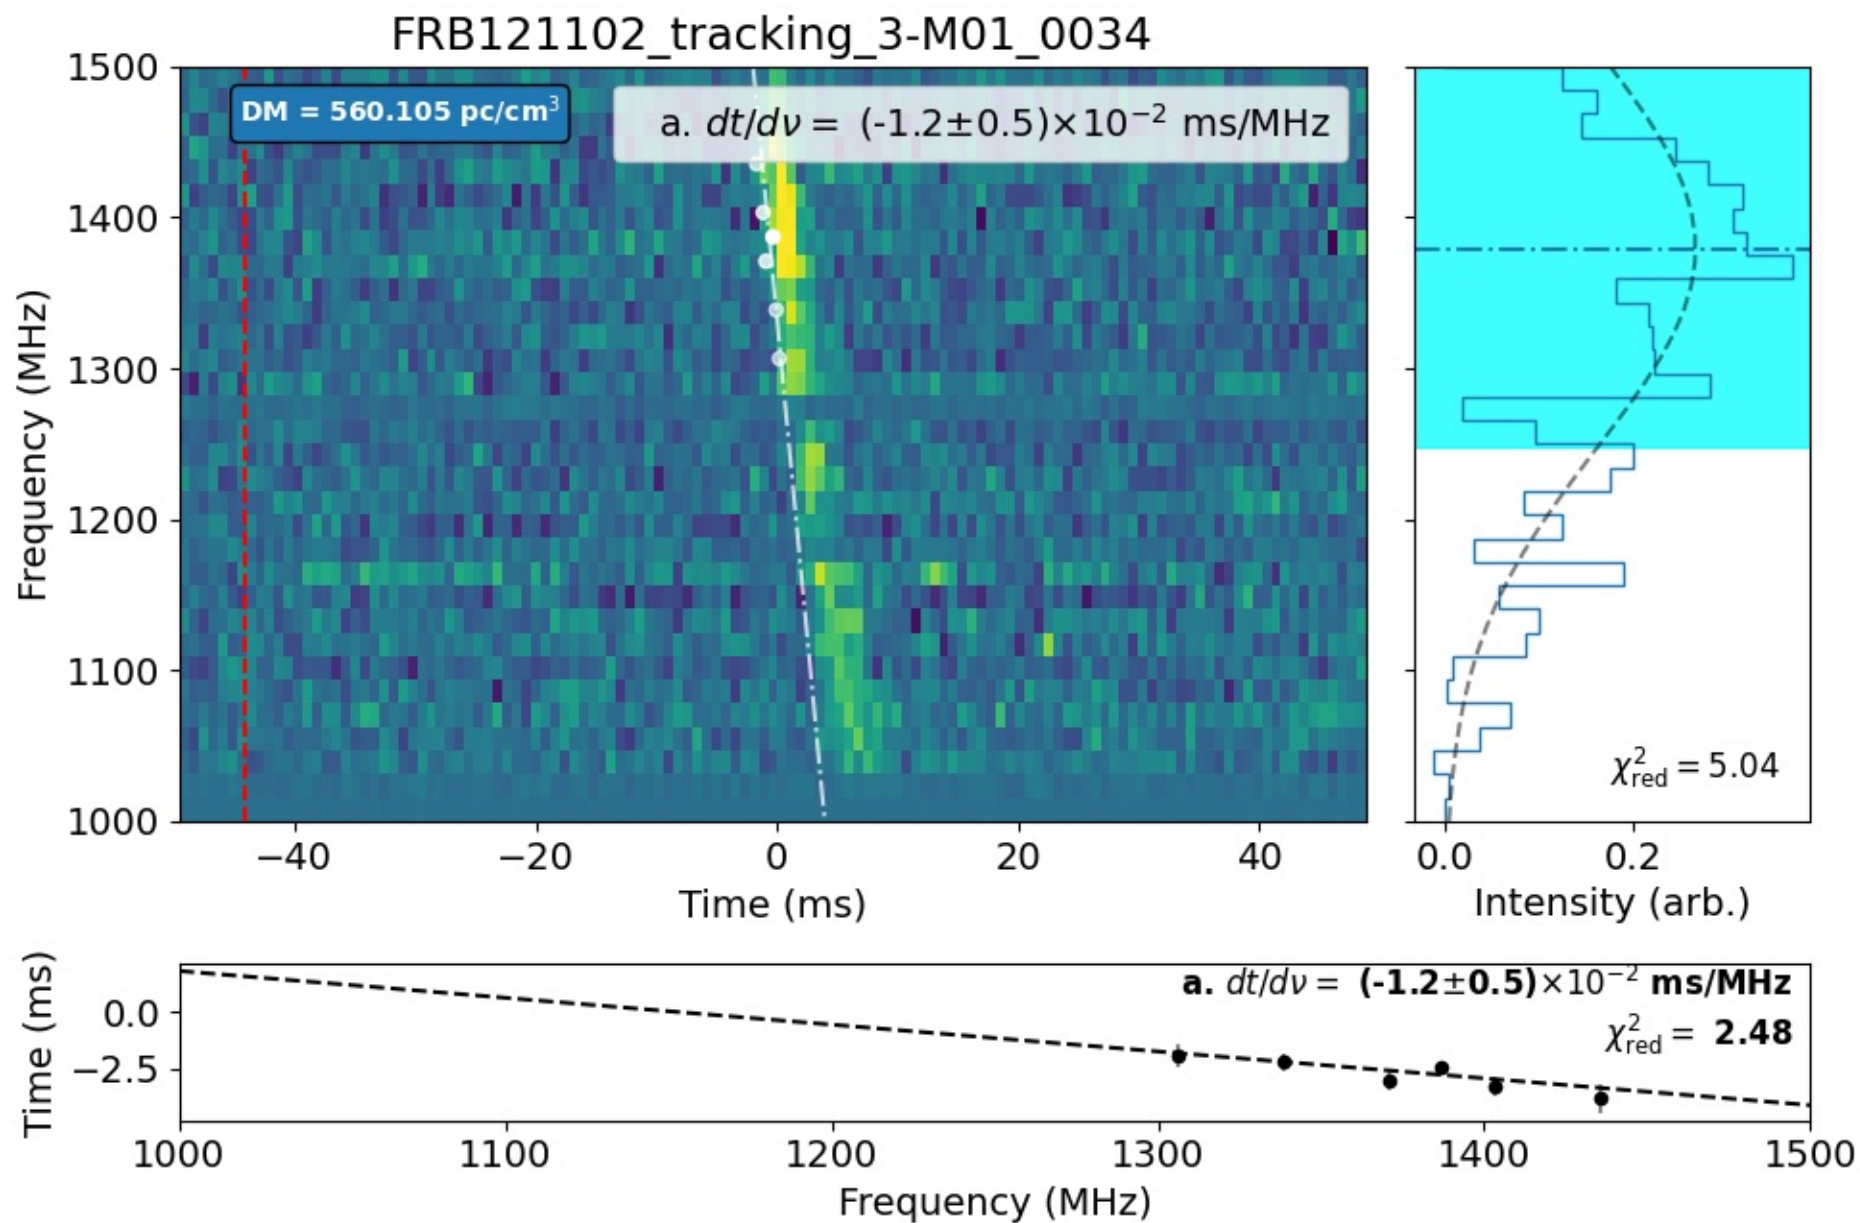 FRB121102_tracking_3-M01_0034
DM = 560.105 pc/cm³
a. dt/dν = (-1.2±0.5)×10⁻² ms/MHz
Frequency (MHz)
1500
1400
1300
1200
1100
1000
−40 −20 0 20 40
Time (ms)
χ²red = 5.04
0.0 0.2
Intensity (arb.)
Time (ms)
0.0
−2.5
a. dt/dν = (-1.2±0.5)×10⁻² ms/MHz
χ²red = 2.48
1000 1100 1200 1300 1400 1500
Frequency (MHz)